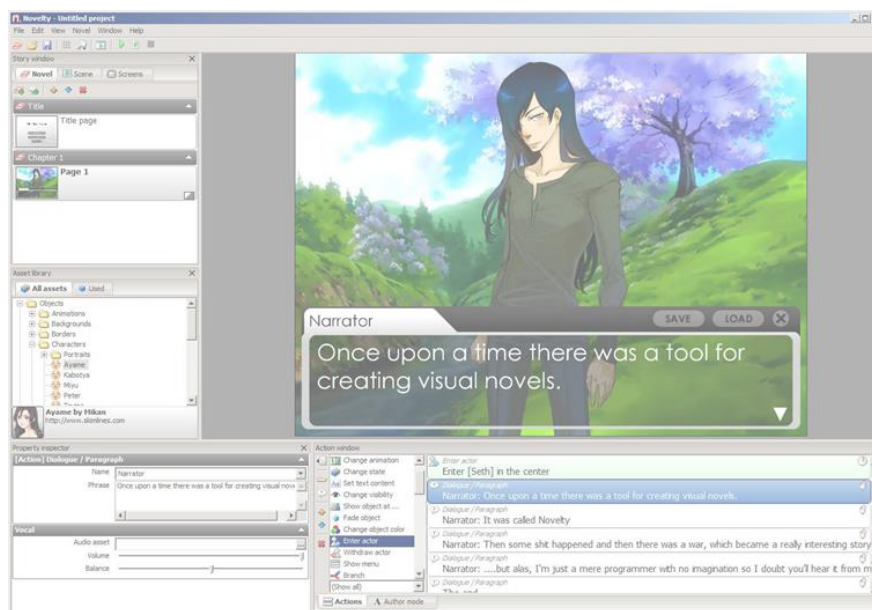 Novelty - Untitled project
File Edit View Novel Window Help
Story window
Novel Scene Screens
Title
Title page
Chapter 1
Page 1
Asset library
All assets Used
Objects
Animations
Backgrounds
Borders
Characters
Portraits
Ayame
Kabotya
Miyu
Peter
Ayame by Mikan
http://www.skimlines.com
Narrator
SAVE LOAD
Once upon a time there was a tool for
creating visual novels.
Property inspector
[Action] Dialogue / Paragraph
Name Narrator
Phrase Once upon a time there was a tool for creating visual nov
Vocal
Audio asset
Volume
Balance
Action window
Change animation
Change state
Set text content
Change visibility
Show object at ....
Fade object
Change object color
Enter actor
Withdraw actor
Show menu
Branch
(Show all)
Actions Author mode
Enter actor
Enter [Seth] in the center
Dialogue / Paragraph
Narrator: Once upon a time there was a tool for creating visual novels.
Dialogue / Paragraph
Narrator: It was called Novelty
Dialogue / Paragraph
Narrator: Then some shit happened and then there was a war, which became a really interesting story
Dialogue / Paragraph
Narrator: ....but alas, I'm just a mere programmer with no imagination so I doubt you'll hear it from m
Dialogue / Paragraph
The end